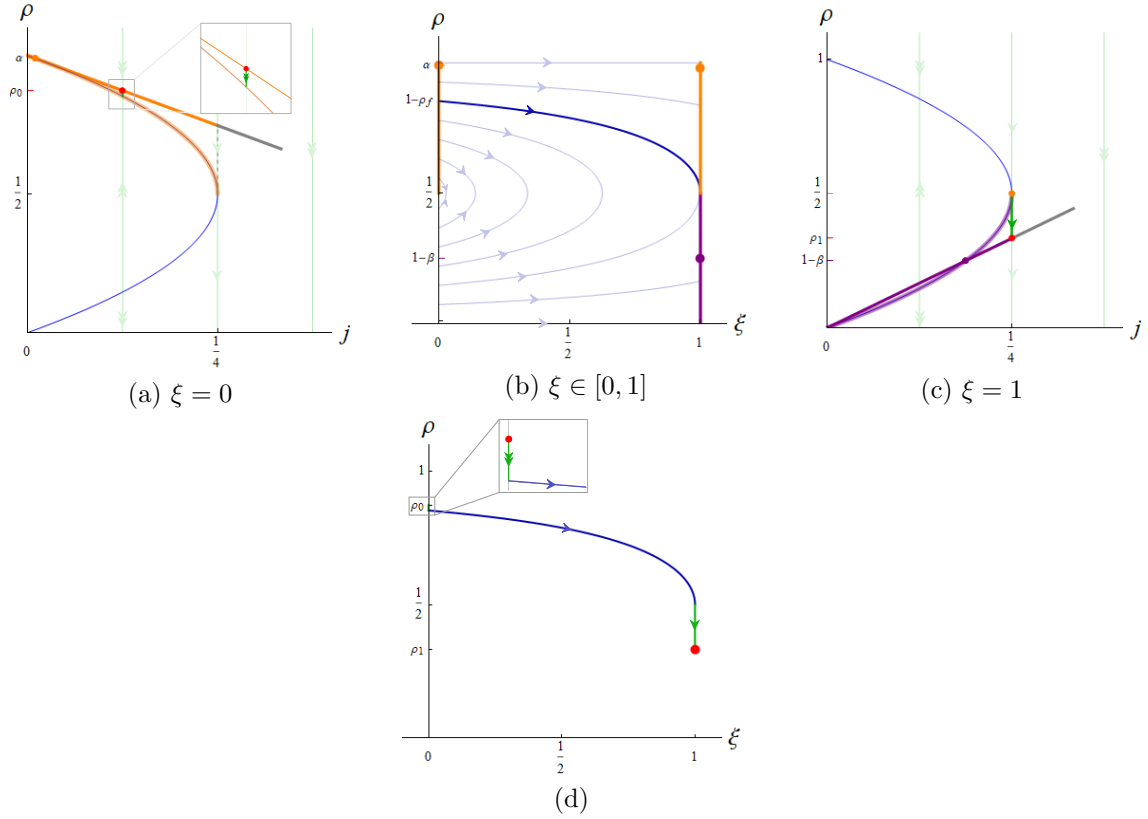 ρ
α
ρ0
1/2
0
1/4
j
(a) ξ = 0
ρ
α
1-ρf
1/2
1-β
0
1/2
1
ξ
(b) ξ ∈ [0, 1]
ρ
1
1/2
ρ1
1-β
0
1/4
j
(c) ξ = 1
ρ
1
ρ0
1/2
ρ1
0
1/2
1
ξ
(d)